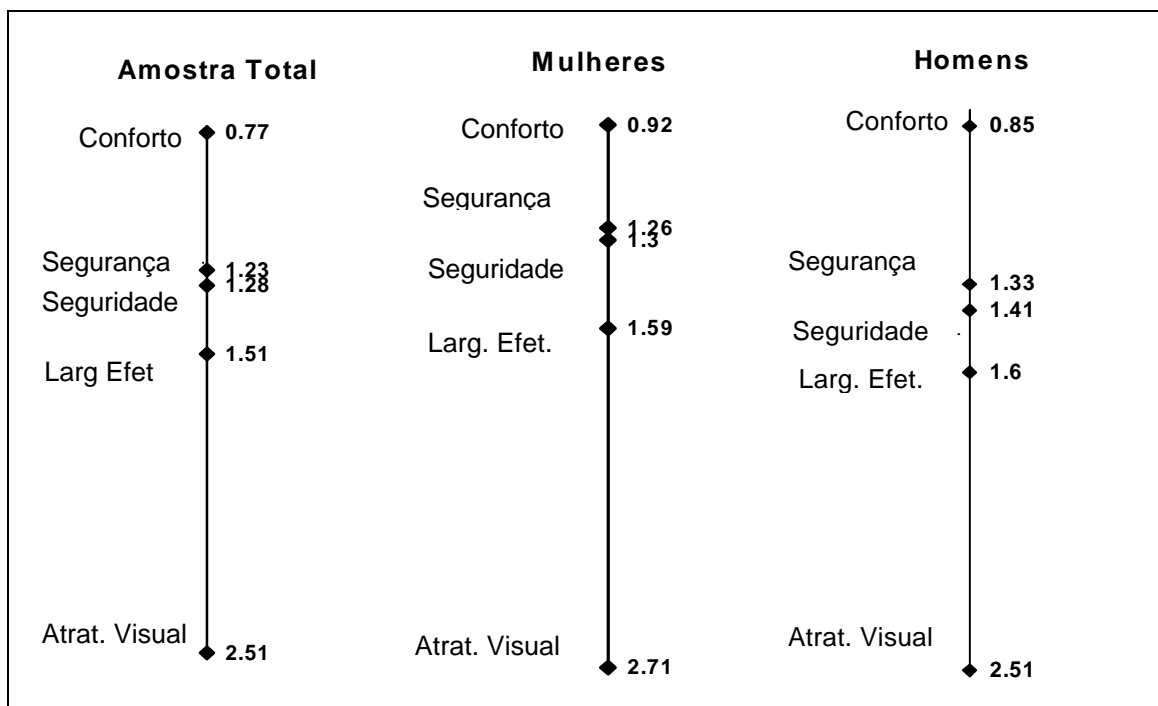 Amostra Total
Conforto 0.77
Segurança 1.23
Seguridade 1.28
Larg Efet 1.51
Atrat. Visual 2.51
Mulheres
Conforto 0.92
Segurança 1.26
Seguridade 1.3
Larg. Efet. 1.59
Atrat. Visual 2.71
Homens
Conforto 0.85
Segurança 1.33
Seguridade 1.41
Larg. Efet. 1.6
Atrat. Visual 2.51